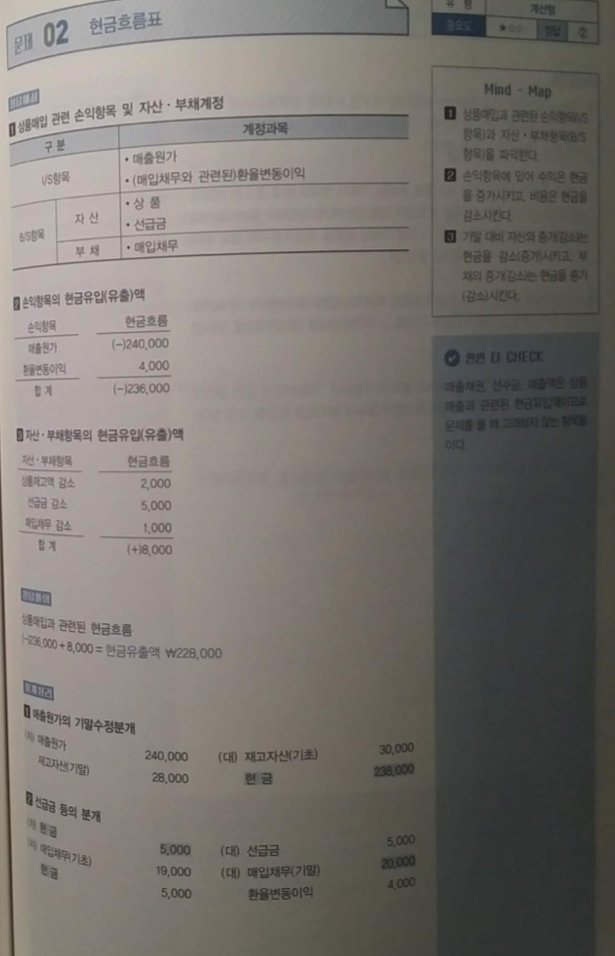 문제 02 현금흐름표
유 형 계산형
중요도 ★☆☆ 정답 ②
정답해설
1 상품매입 관련 손익항목 및 자산·부채계정
구 분 계정과목
I/S항목 • 매출원가
• (매입채무와 관련된)환율변동이익
B/S항목 자 산 • 상 품
• 선급금
부 채 • 매입채무
2 손익항목의 현금유입(유출)액
손익항목 현금흐름
매출원가 (-)240,000
환율변동이익 4,000
합 계 (-)236,000
3 자산·부채항목의 현금유입(유출)액
자산·부채항목 현금흐름
상품재고액 감소 2,000
선급금 감소 5,000
매입채무 감소 1,000
합 계 (+)8,000
상품매입과 관련된 현금흐름
(-)236,000 + 8,000 = 현금유출액 ₩228,000
회계처리
1 매출원가의 기말수정분개
(차) 매출원가 240,000 (대) 재고자산(기초) 30,000
재고자산(기말) 28,000 현 금 238,000
2 선급금 등의 분개
(차) 현금 5,000 (대) 선급금 5,000
(차) 매입채무(기초) 19,000 (대) 매입채무(기말) 20,000
현금 5,000 환율변동이익 4,000
Mind - Map
1 상품매입과 관련된 손익항목(I/S
항목)과 자산·부채항목(B/S
항목)을 파악한다.
2 손익항목에 있어 수익은 현금
을 증가시키고, 비용은 현금을
감소시킨다.
3 기말 대비 자산의 증가(감소)는
현금을 감소(증가)시키고, 부
채의 증가(감소)는 현금을 증가
(감소)시킨다.
한번 더 CHECK
매출채권, 선수금, 매출액은 상품
매출과 관련된 현금유입액이므로
문제를 풀 때 고려하지 않는 항목들
이다.